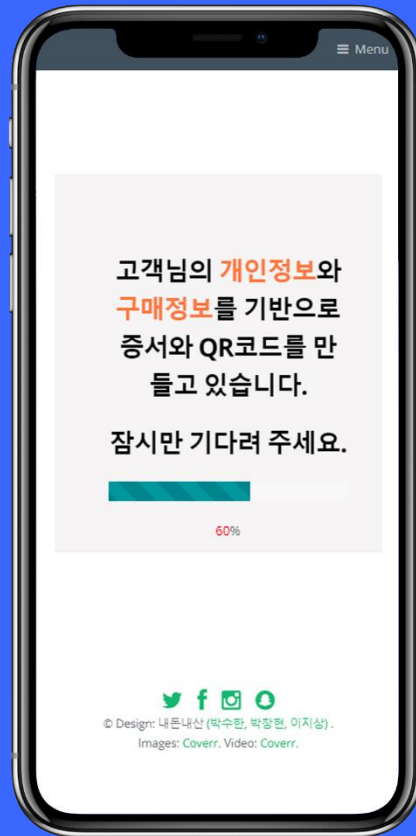 Menu
고객님의 개인정보와
구매정보를 기반으로
증서와 QR코드를 만
들고 있습니다.
잠시만 기다려 주세요.
60%
© Design: 내돈내산 (박수한, 박장현, 이지상) .
Images: Coverr. Video: Coverr.